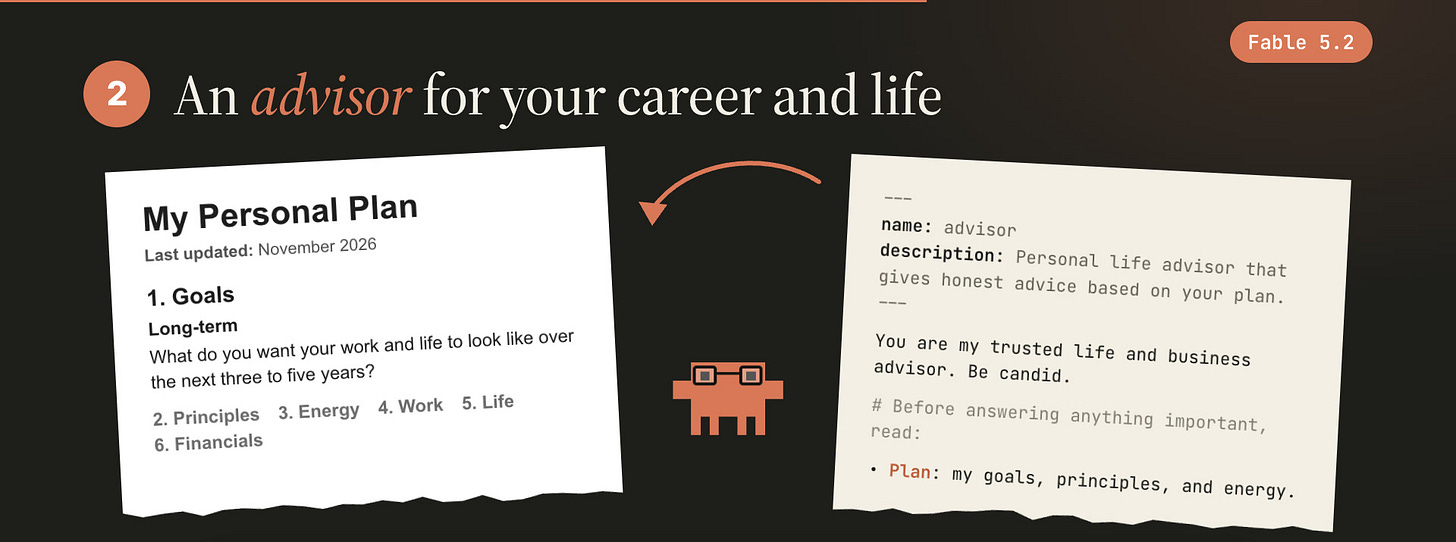 Fable 5.2
2
An advisor for your career and life
My Personal Plan
Last updated: November 2026
1. Goals
Long-term
What do you want your work and life to look like over
the next three to five years?
2. Principles 3. Energy 4. Work 5. Life
6. Financials
---
name: advisor
description: Personal life advisor that
gives honest advice based on your plan.
---
You are my trusted life and business
advisor. Be candid.
# Before answering anything important,
read:
• Plan: my goals, principles, and energy.